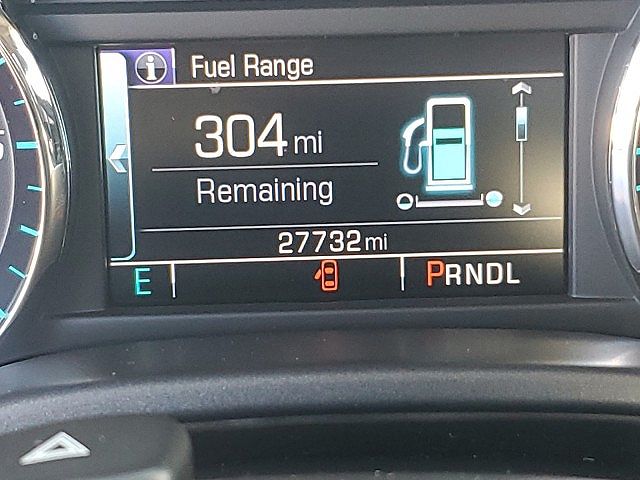 Fuel Range
304 mi
Remaining
27732 mi
E PRNDL